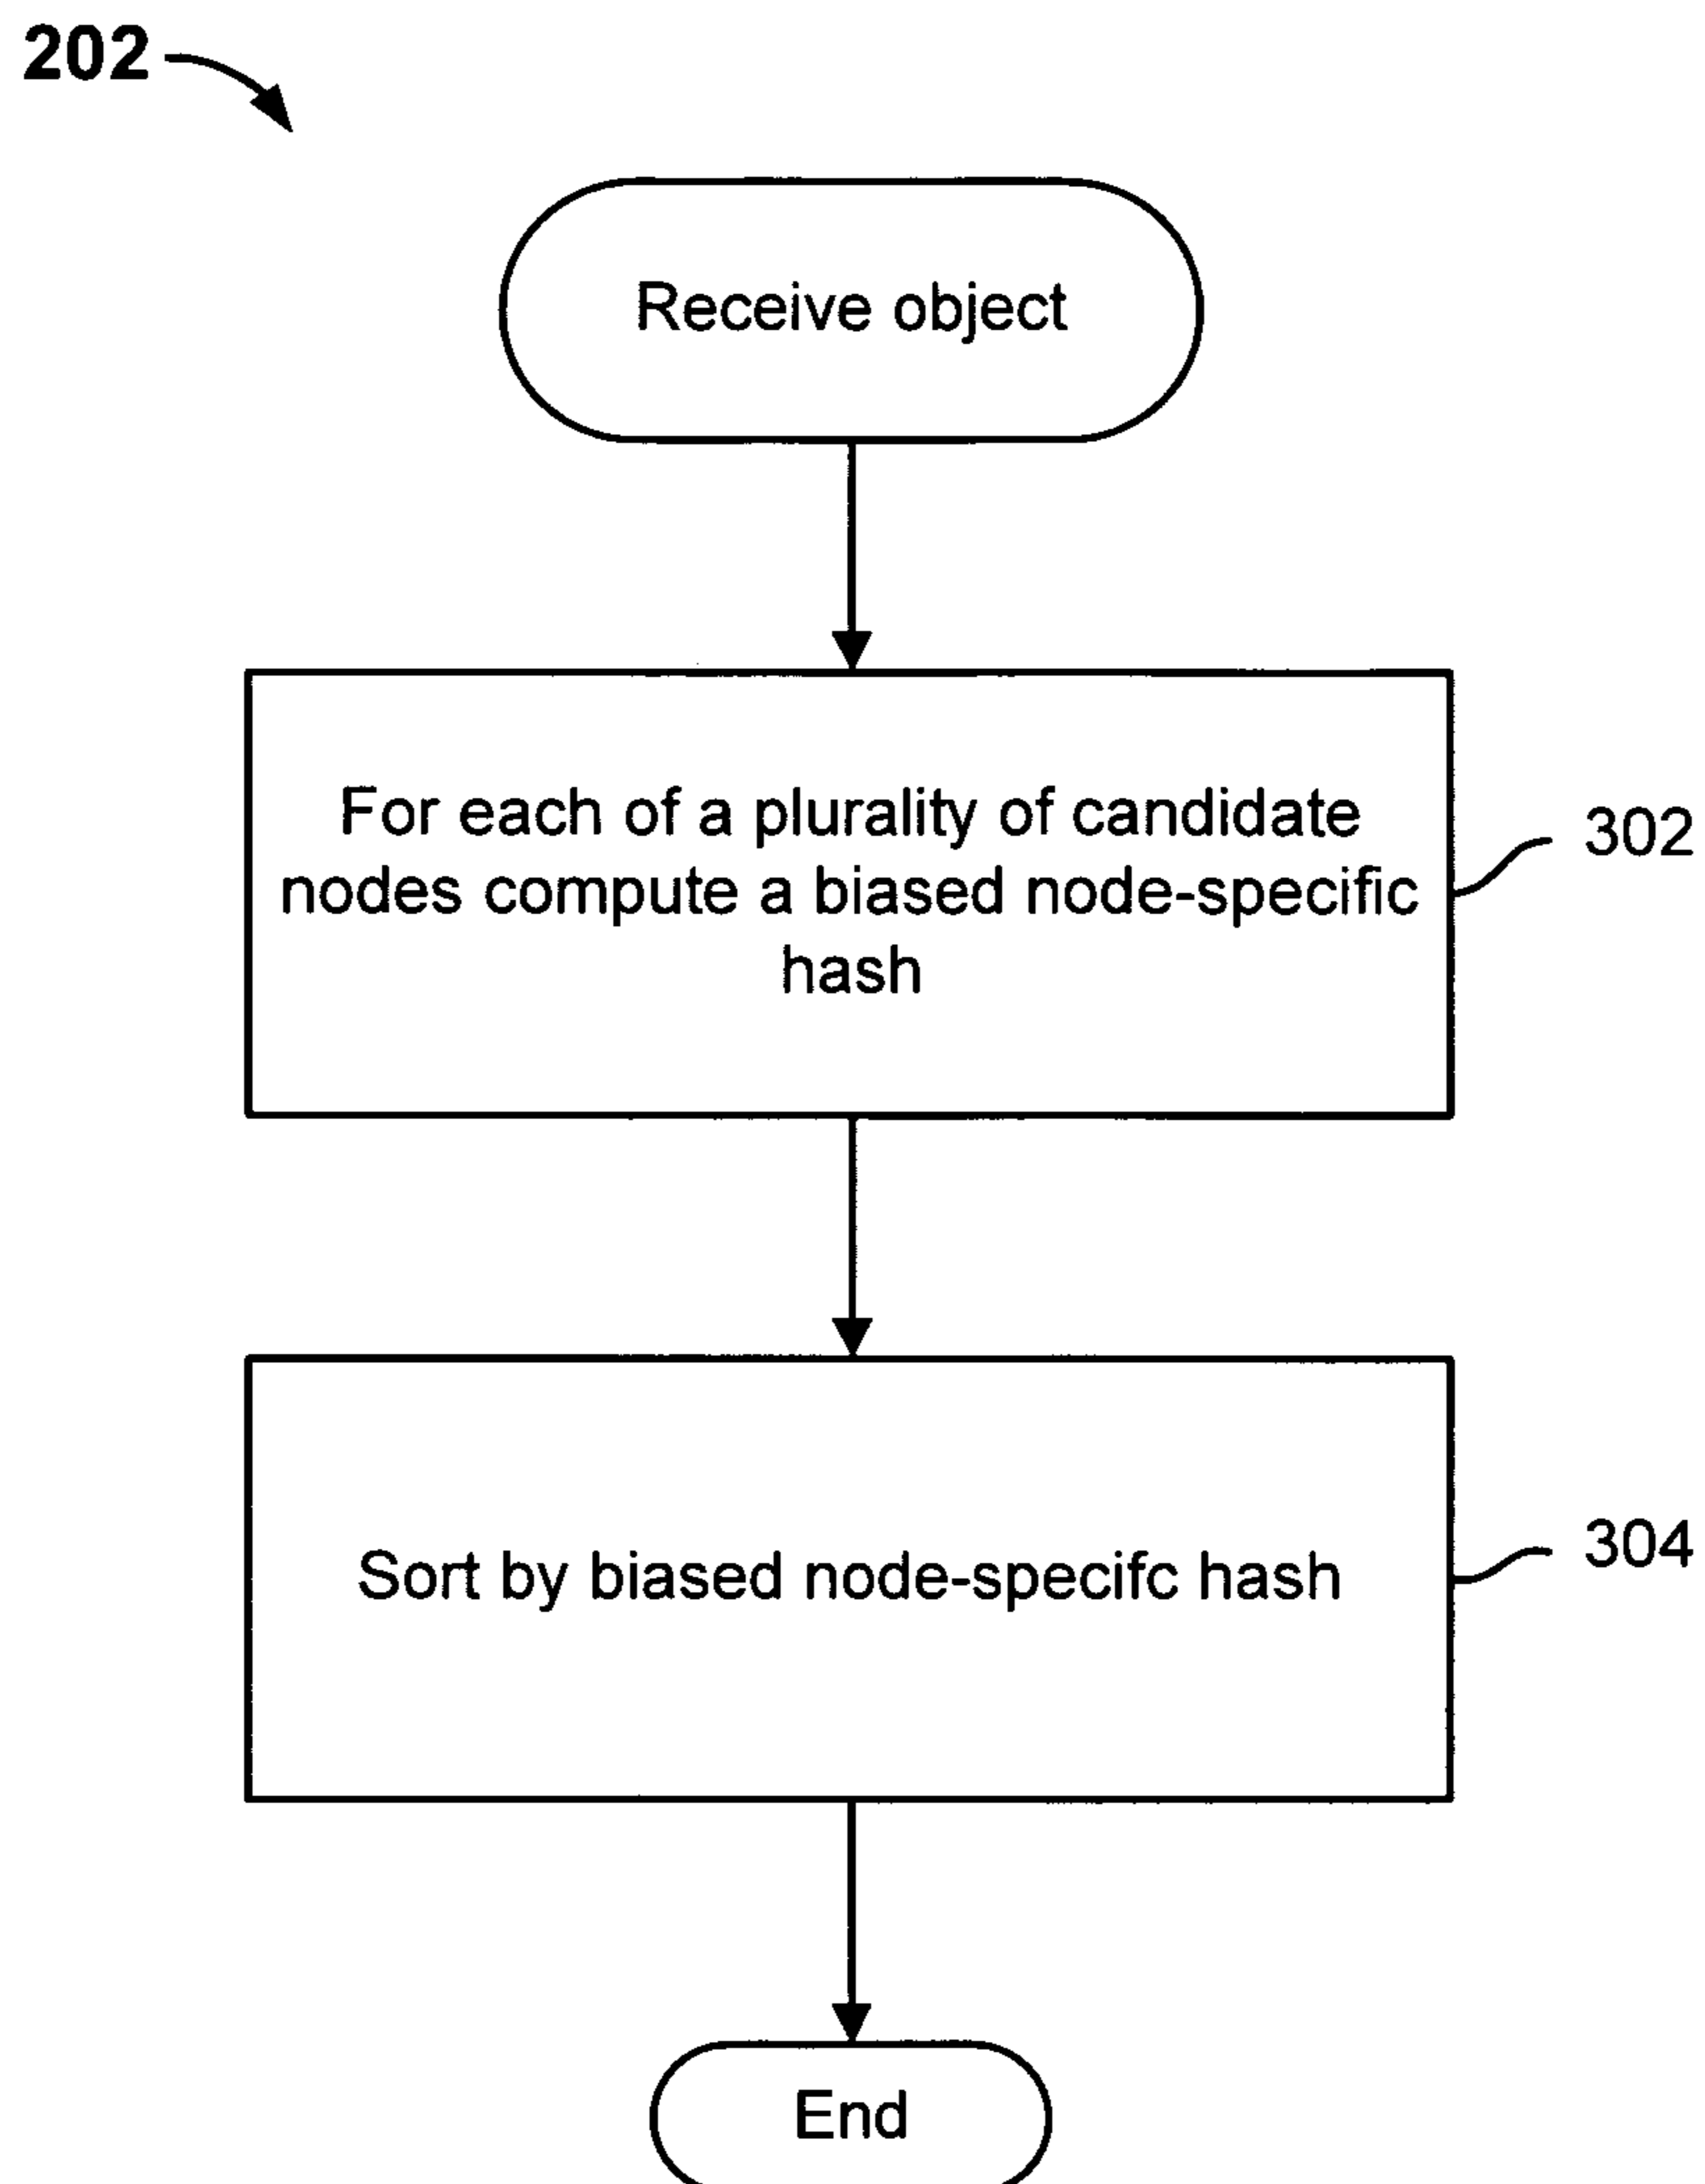 202
Receive object
For each of a plurality of candidate
nodes compute a biased node-specific
hash
302
Sort by biased node-specifc hash
304
End